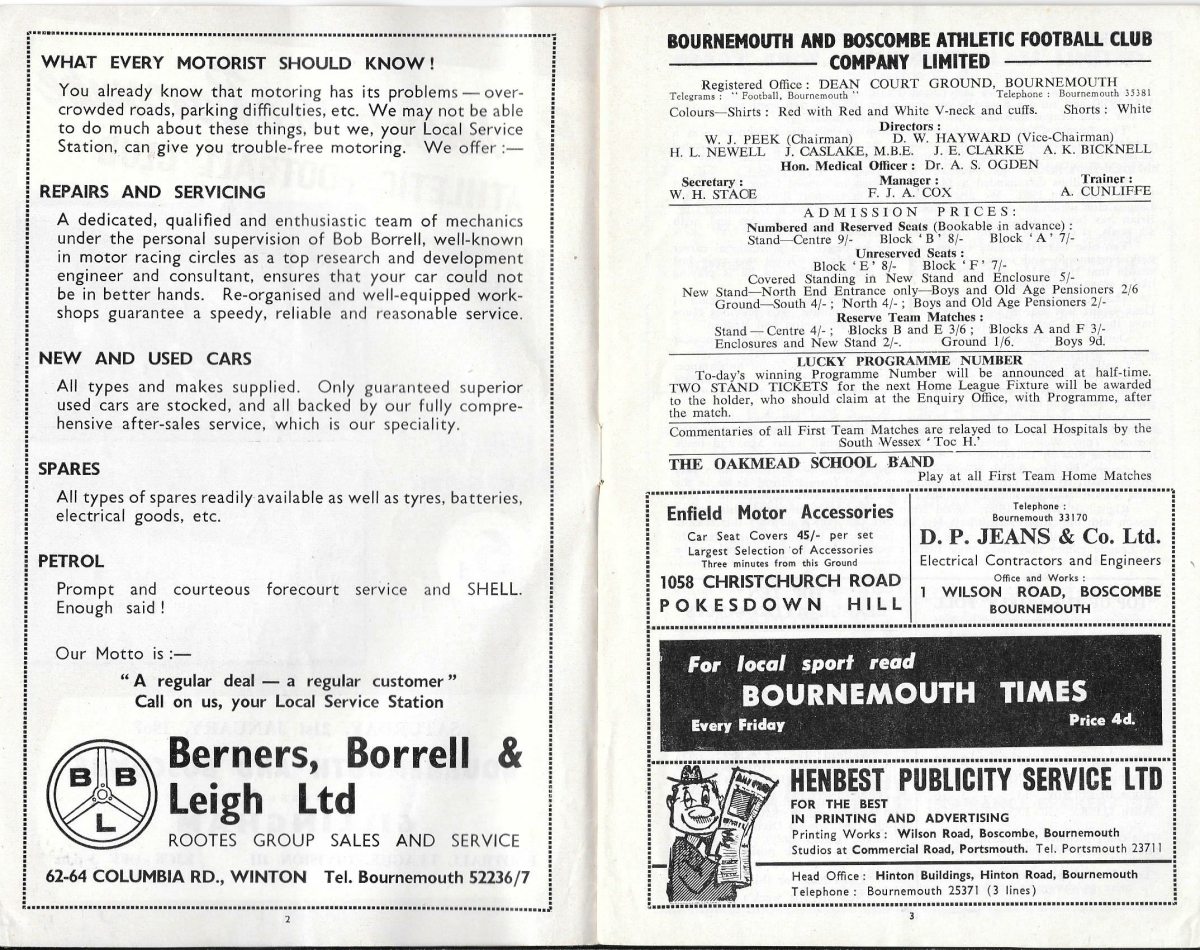 WHAT EVERY MOTORIST SHOULD KNOW!
You already know that motoring has its problems — over-
crowded roads, parking difficulties, etc. We may not be able
to do much about these things, but we, your Local Service
Station, can give you trouble-free motoring. We offer :—
REPAIRS AND SERVICING
A dedicated, qualified and enthusiastic team of mechanics
under the personal supervision of Bob Borrell, well-known
in motor racing circles as a top research and development
engineer and consultant, ensures that your car could not
be in better hands. Re-organised and well-equipped work-
shops guarantee a speedy, reliable and reasonable service.
NEW AND USED CARS
All types and makes supplied. Only guaranteed superior
used cars are stocked, and all backed by our fully compre-
hensive after-sales service, which is our speciality.
SPARES
All types of spares readily available as well as tyres, batteries,
electrical goods, etc.
PETROL
Prompt and courteous forecourt service and SHELL.
Enough said !
Our Motto is :—
" A regular deal — a regular customer "
Call on us, your Local Service Station
B B
L
Berners, Borrell &
Leigh Ltd
ROOTES GROUP SALES AND SERVICE
62-64 COLUMBIA RD., WINTON Tel. Bournemouth 52236/7
2
BOURNEMOUTH AND BOSCOMBE ATHLETIC FOOTBALL CLUB
COMPANY LIMITED
Registered Office : DEAN COURT GROUND, BOURNEMOUTH
Telegrams : " Football, Bournemouth " Telephone : Bournemouth 35381
Colours—Shirts : Red with Red and White V-neck and cuffs. Shorts : White
Directors :
W. J. PEEK (Chairman) D. W. HAYWARD (Vice-Chairman)
H. L. NEWELL J. CASLAKE, M.B.E. J. E. CLARKE A. K. BICKNELL
Hon. Medical Officer : Dr. A. S. OGDEN
Secretary : Manager : Trainer :
W. H. STACE F. J. A. COX A. CUNLIFFE
ADMISSION PRICES:
Numbered and Reserved Seats (Bookable in advance) :
Stand—Centre 9/- Block ' B ' 8/- Block ' A ' 7/-
Unreserved Seats :
Block ' E ' 8/- Block ' F ' 7/-
Covered Standing in New Stand and Enclosure 5/-
New Stand—North End Entrance only—Boys and Old Age Pensioners 2/6
Ground—South 4/- ; North 4/- ; Boys and Old Age Pensioners 2/-
Reserve Team Matches :
Stand — Centre 4/- ; Blocks B and E 3/6 ; Blocks A and F 3/-
Enclosures and New Stand 2/-. Ground 1/6. Boys 9d.
LUCKY PROGRAMME NUMBER
To-day's winning Programme Number will be announced at half-time.
TWO STAND TICKETS for the next Home League Fixture will be awarded
to the holder, who should claim at the Enquiry Office, with Programme, after
the match.
Commentaries of all First Team Matches are relayed to Local Hospitals by the
South Wessex ' Toc H.'
THE OAKMEAD SCHOOL BAND
Play at all First Team Home Matches
Enfield Motor Accessories
Car Seat Covers 45/- per set
Largest Selection of Accessories
Three minutes from this Ground
1058 CHRISTCHURCH ROAD
POKESDOWN HILL
Telephone :
Bournemouth 33170
D. P. JEANS & Co. Ltd.
Electrical Contractors and Engineers
Office and Works :
1 WILSON ROAD, BOSCOMBE
BOURNEMOUTH
For local sport read
BOURNEMOUTH TIMES
Every Friday Price 4d.
HENBEST PUBLICITY SERVICE LTD
FOR THE BEST
IN PRINTING AND ADVERTISING
Printing Works : Wilson Road, Boscombe, Bournemouth
Studios at Commercial Road, Portsmouth. Tel. Portsmouth 23711
Head Office : Hinton Buildings, Hinton Road, Bournemouth
Telephone : Bournemouth 25371 (3 lines)
3